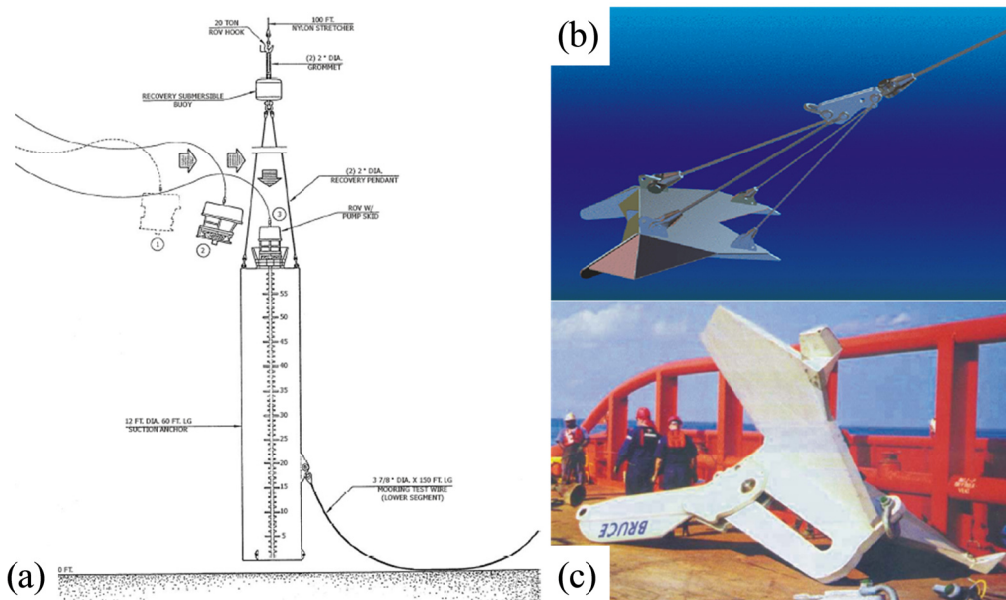 100 FT.
NYLON STRETCHER
20 TON
ROV HOOK
(2) 2 " DIA.
GROMMET
RECOVERY SUBMERSIBLE
BUOY
(2) 2 " DIA.
RECOVERY PENDANT
ROV W/
PUMP SKID
1
2
3
55
50
45
40
35
30
25
20
15
10
5
12 FT. DIA. 60 FT. LG
SUCTION ANCHOR
3 7/8 " DIA. X 150 FT. LG
MOORING TEST WIRE
(LOWER SEGMENT)
0 FT.
(a)
(b)
BRUCE
(c)